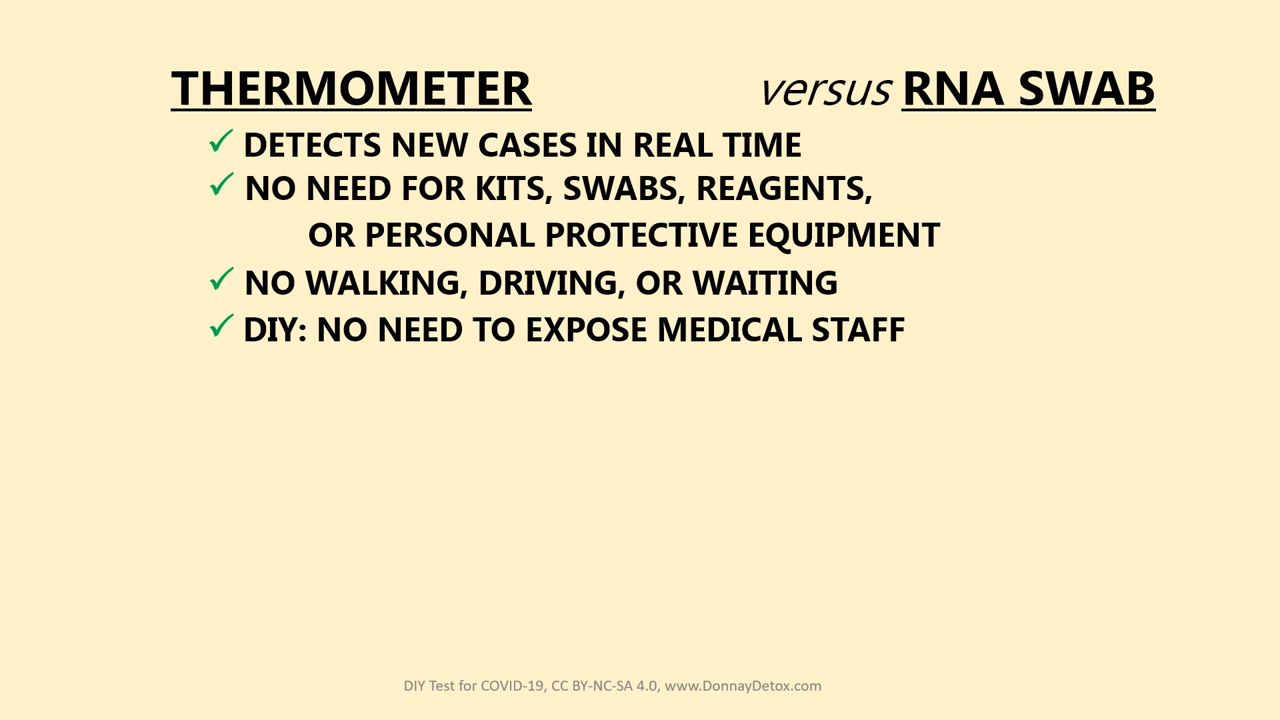 THERMOMETER versus RNA SWAB
✓ DETECTS NEW CASES IN REAL TIME
✓ NO NEED FOR KITS, SWABS, REAGENTS,
OR PERSONAL PROTECTIVE EQUIPMENT
✓ NO WALKING, DRIVING, OR WAITING
✓ DIY: NO NEED TO EXPOSE MEDICAL STAFF
DIY Test for COVID-19, CC BY-NC-SA 4.0, www.DonnayDetox.com